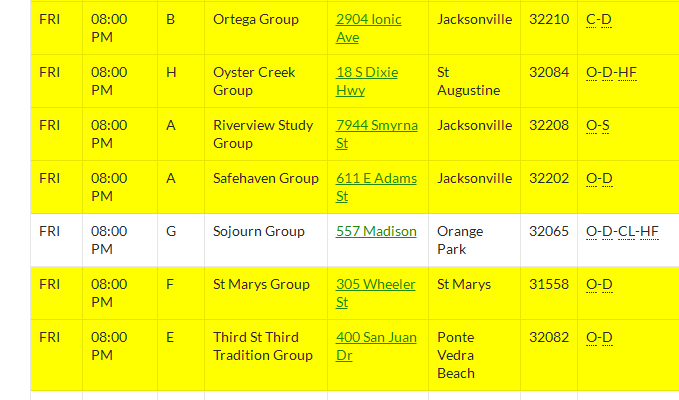 FRI 08:00 B Ortega Group 2904 Ionic Jacksonville 32210 C-D
PM Ave
FRI 08:00 H Oyster Creek 18 S Dixie St 32084 O-D-HF
PM Group Hwy Augustine
FRI 08:00 A Riverview Study 7944 Smyrna Jacksonville 32208 O-S
PM Group St
FRI 08:00 A Safehaven Group 611 E Adams Jacksonville 32202 O-D
PM St
FRI 08:00 G Sojourn Group 557 Madison Orange 32065 O-D-CL-HF
PM Park
FRI 08:00 F St Marys Group 305 Wheeler St Marys 31558 O-D
PM St
FRI 08:00 E Third St Third 400 San Juan Ponte 32082 O-D
PM Tradition Group Dr Vedra
Beach